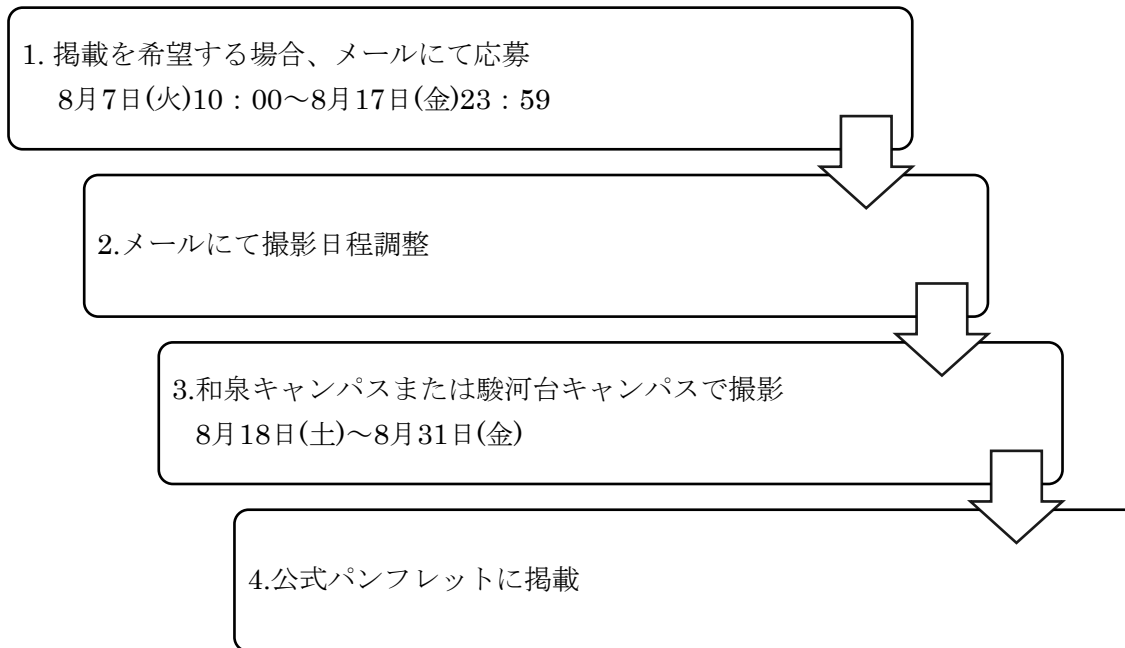 1. 掲載を希望する場合、メールにて応募
8月7日(火)10：00～8月17日(金)23：59
2.メールにて撮影日程調整
3.和泉キャンパスまたは駿河台キャンパスで撮影
8月18日(土)～8月31日(金)
4.公式パンフレットに掲載